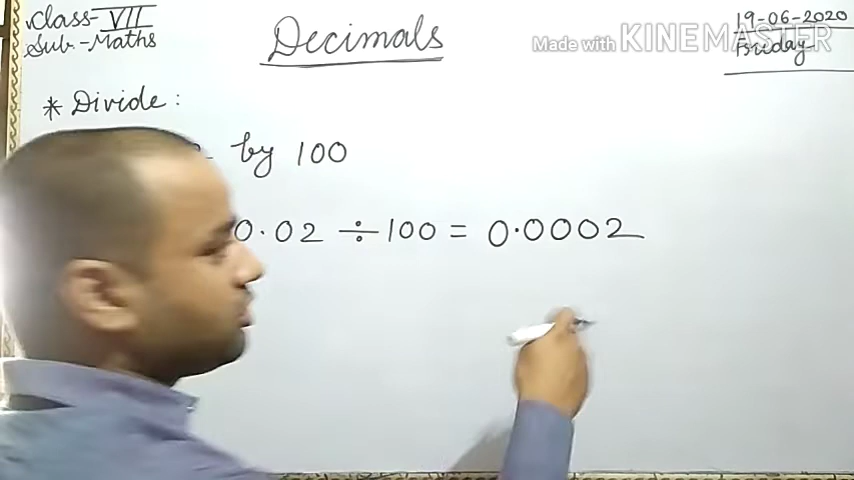 Class-VII
Sub.-Maths
Decimals
Made with KINEMASTER
19-06-2020
Friday
* Divide:
by 100
0.02 ÷ 100 = 0.0002